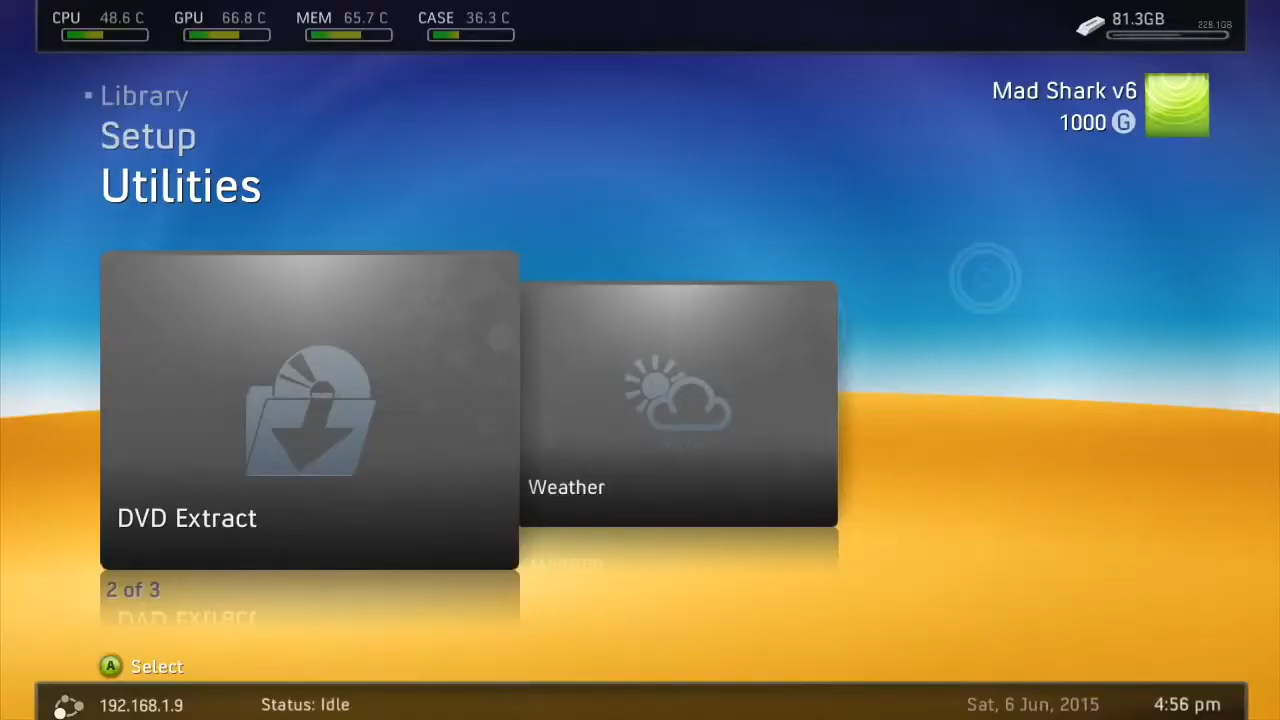 CPU 48.6 C GPU 66.8 C MEM 65.7 C CASE 36.3 C
81.3GB 228.1GB
Library
Setup
Utilities
Mad Shark v6
1000 G
DVD Extract
Weather
2 of 3
A Select
192.168.1.9 Status: Idle Sat, 6 Jun, 2015 4:56 pm